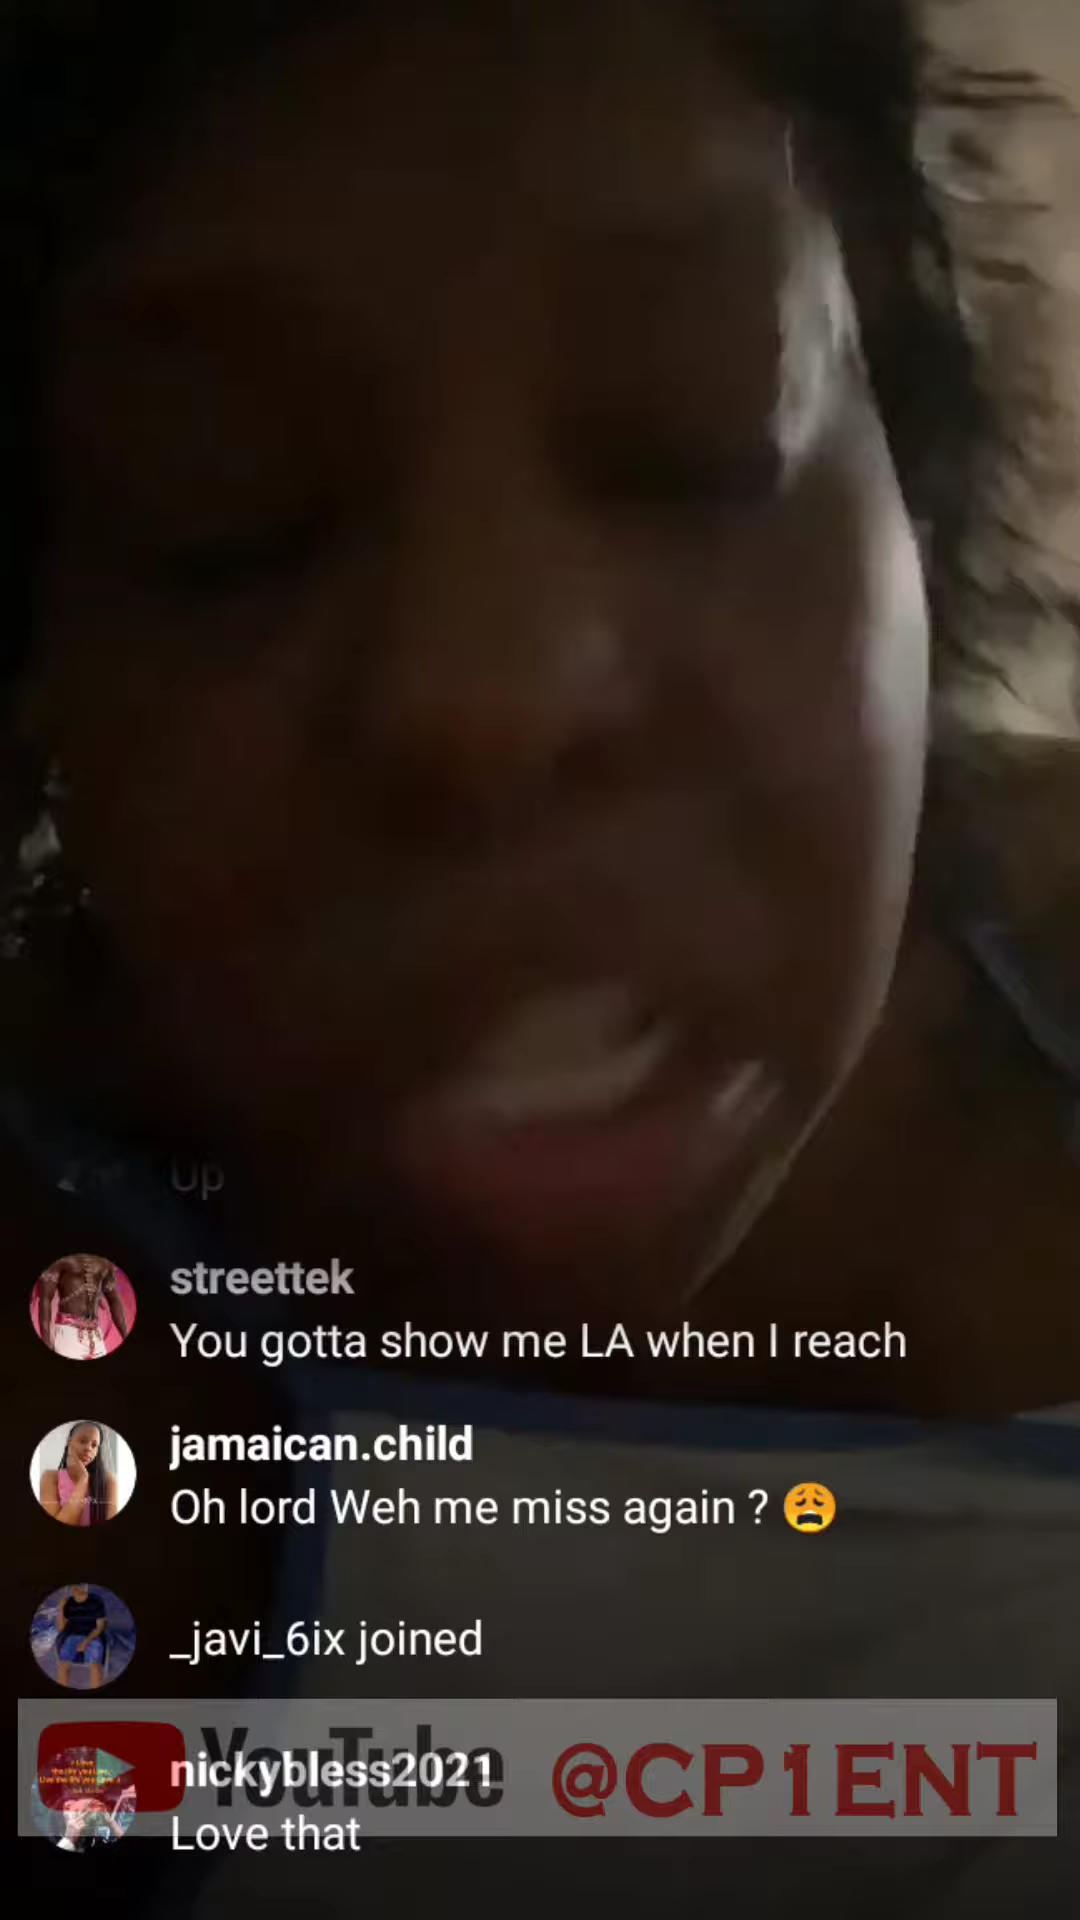 Up
streettek
You gotta show me LA when I reach
jamaican.child
Oh lord Weh me miss again ? 😩
_javi_6ix joined
YouTube @CP1ENT
nickybless2021
Love that